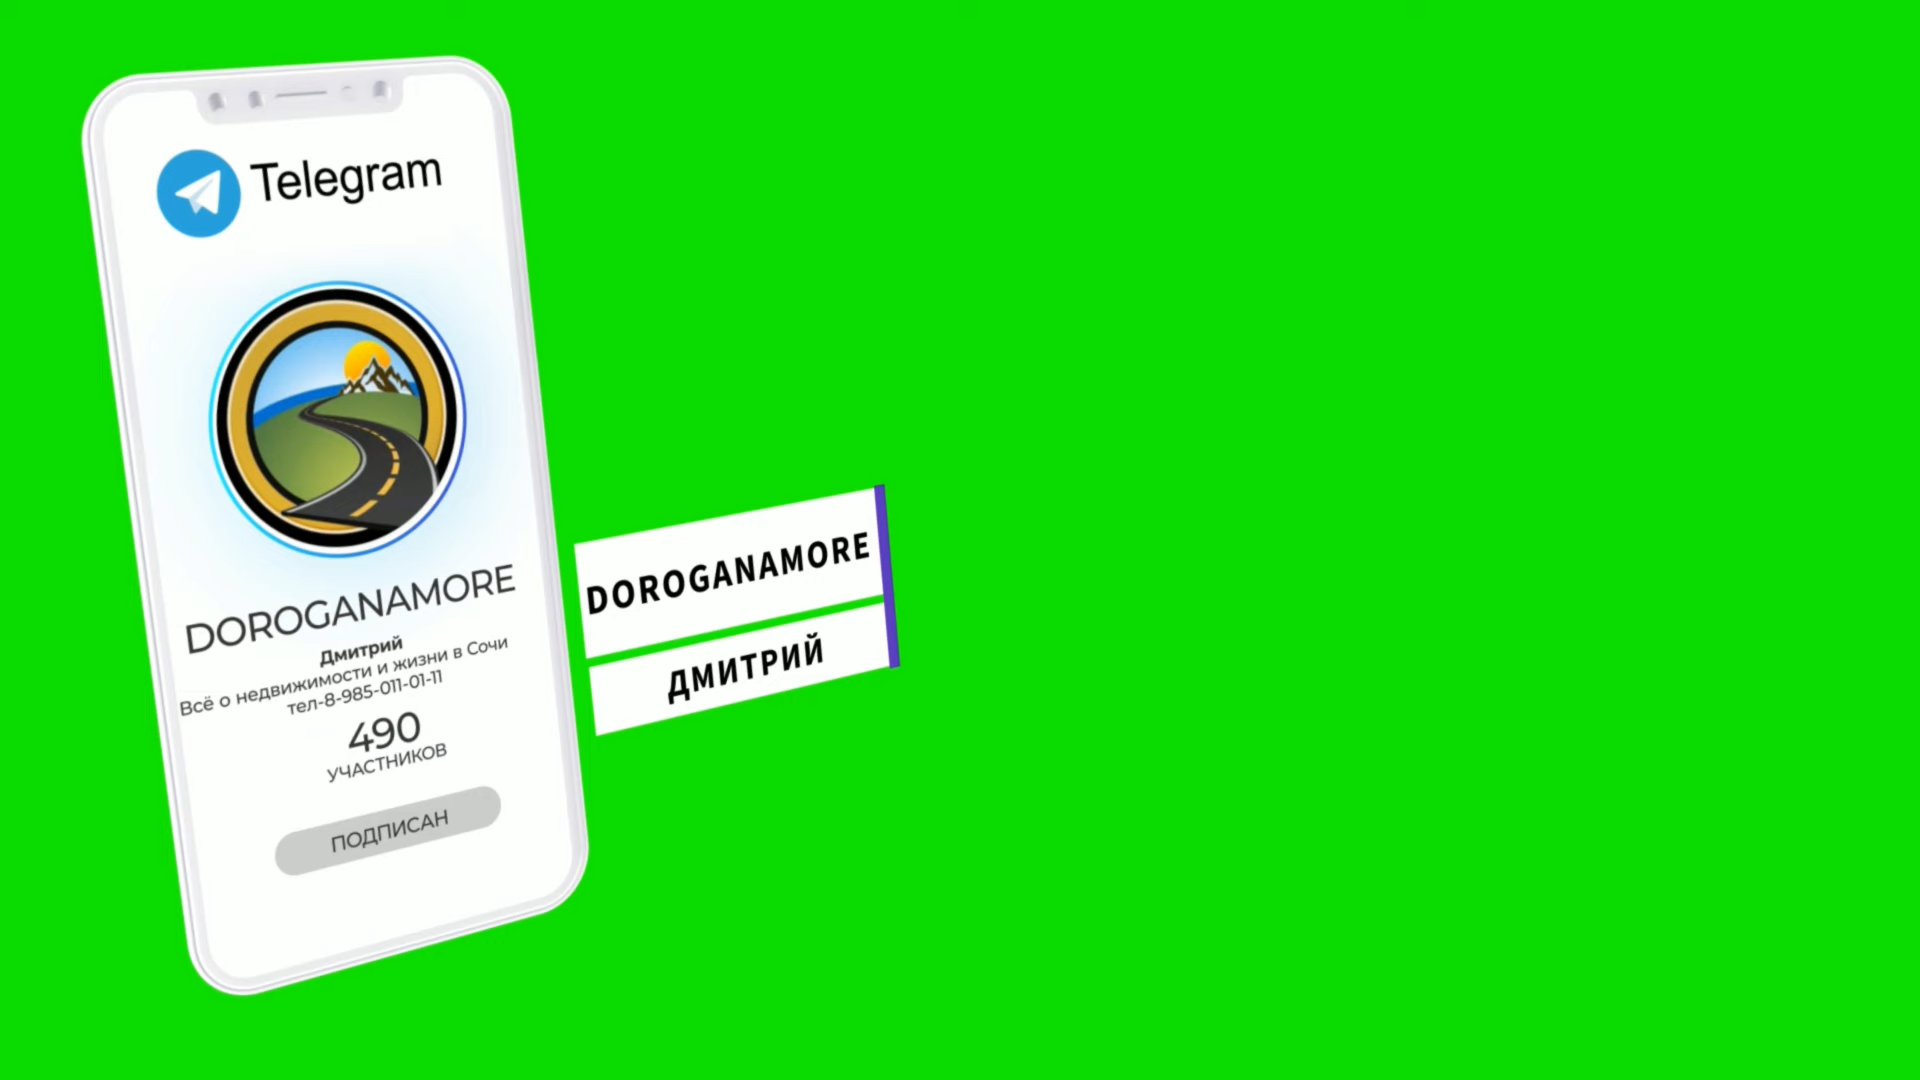 Telegram
DOROGANAMORE
Дмитрий
Всё о недвижимости и жизни в Сочи
тел-8-985-011-01-11
490
УЧАСТНИКОВ
ПОДПИСАН
DOROGANAMORE
ДМИТРИЙ